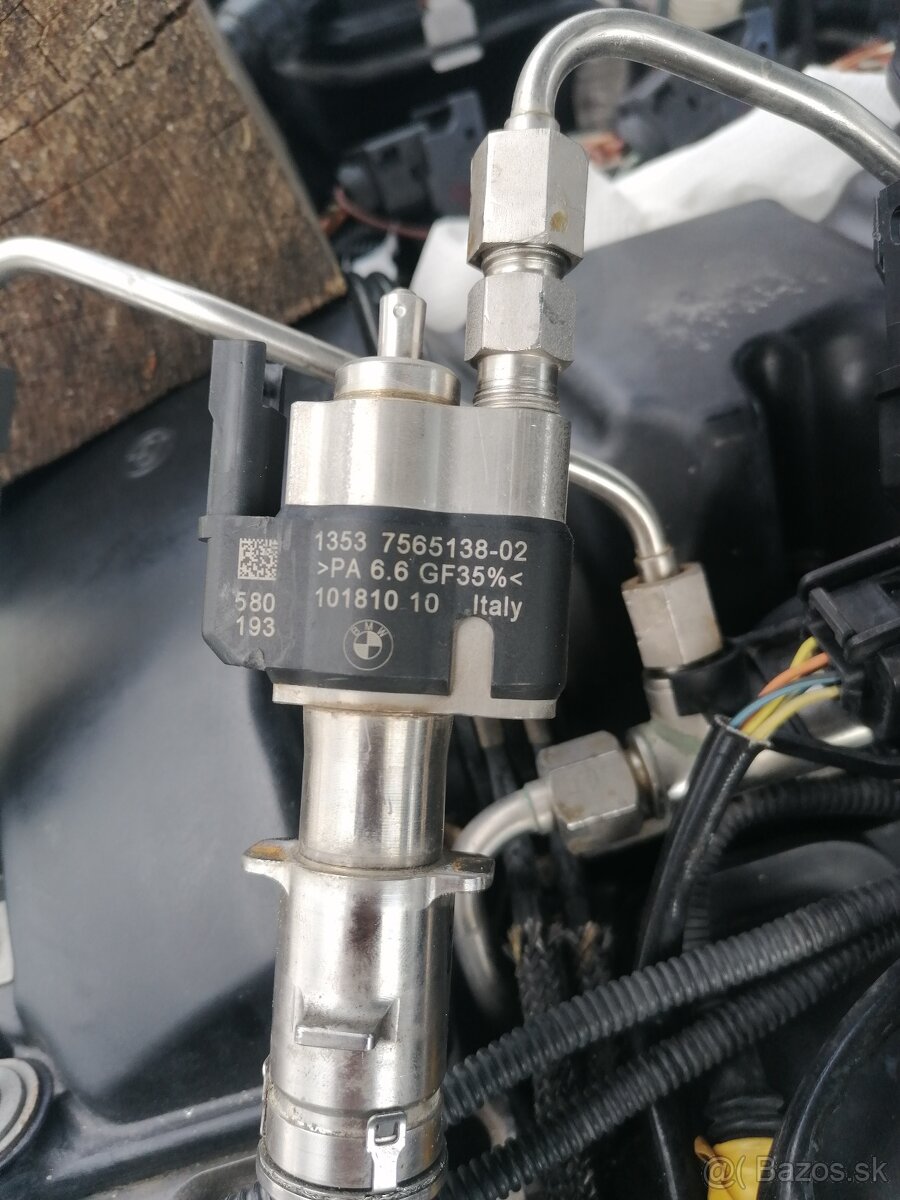 1353 7565138-02
>PA 6.6 GF35%<
101810 10 Italy
580
193
BMW
@( Bazos.sk